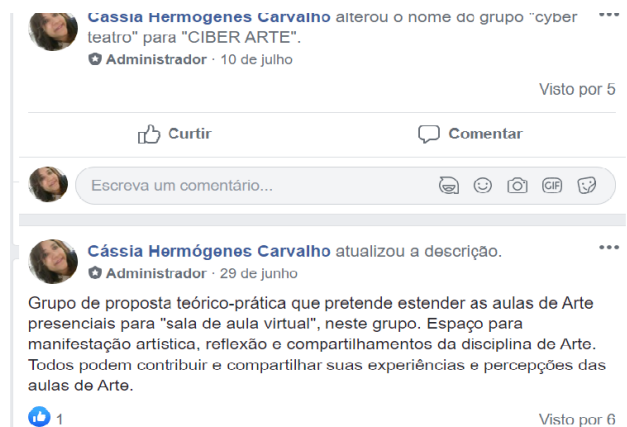 Cássia Hermógenes Carvalho alterou o nome do grupo "cyber
teatro" para "CIBER ARTE".
Administrador · 10 de julho
Visto por 5
Curtir
Comentar
Escreva um comentário...
GIF
Cássia Hermógenes Carvalho atualizou a descrição.
Administrador · 29 de junho
Grupo de proposta teórico-prática que pretende estender as aulas de Arte
presenciais para "sala de aula virtual", neste grupo. Espaço para
manifestação artistica, reflexão e compartilhamentos da disciplina de Arte.
Todos podem contribuir e compartilhar suas experiências e percepções das
aulas de Arte.
1
Visto por 6